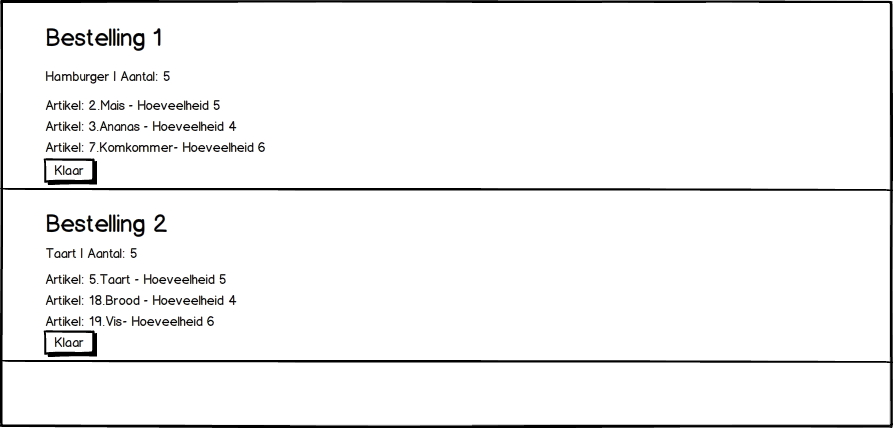 Bestelling 1
Hamburger | Aantal: 5
Artikel: 2.Mais - Hoeveelheid 5
Artikel: 3.Ananas - Hoeveelheid 4
Artikel: 7.Komkommer- Hoeveelheid 6
Klaar
Bestelling 2
Taart | Aantal: 5
Artikel: 5.Taart - Hoeveelheid 5
Artikel: 18.Brood - Hoeveelheid 4
Artikel: 19.Vis- Hoeveelheid 6
Klaar